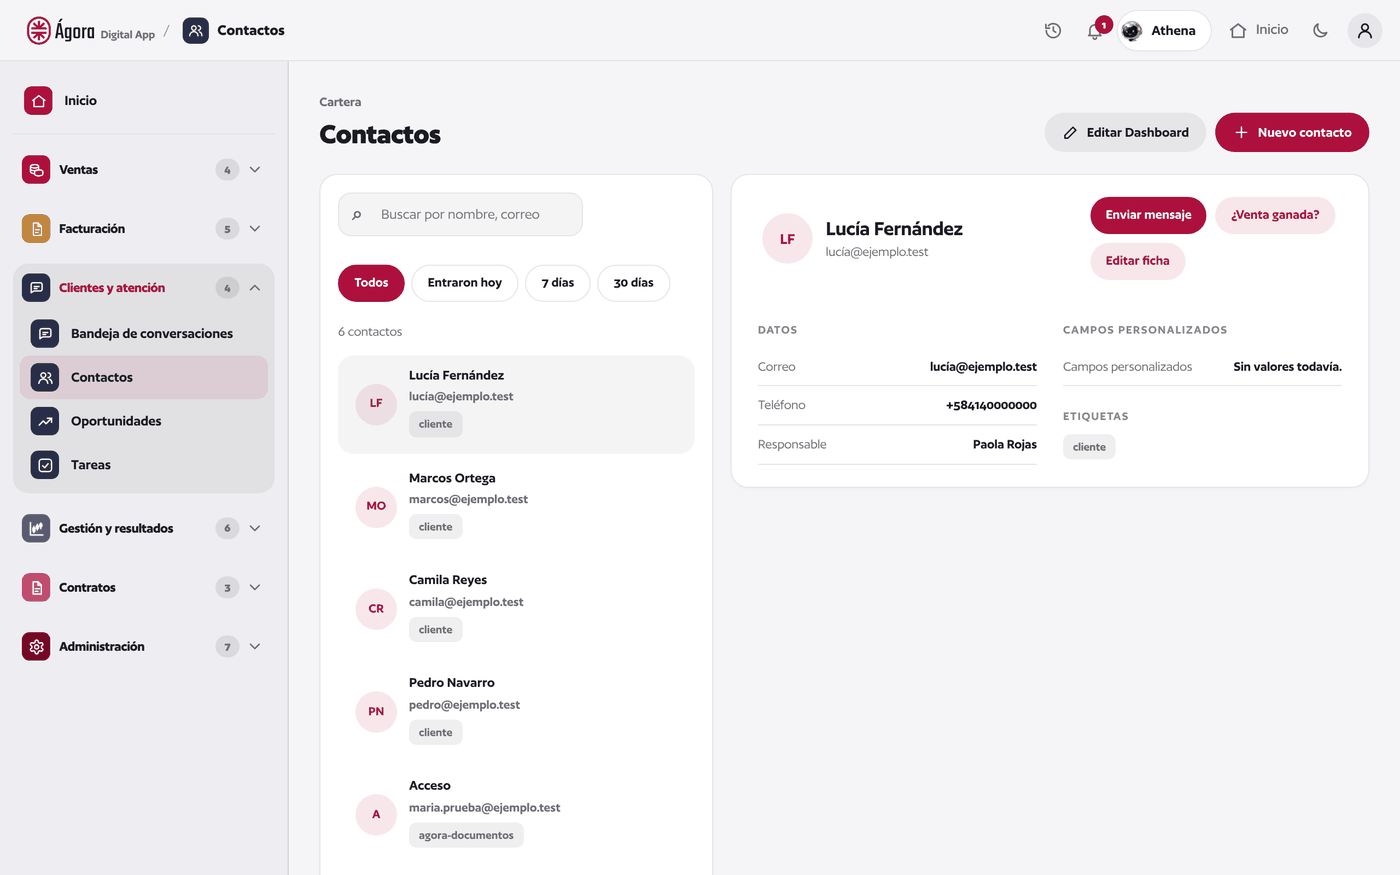 Ágora Digital App / Contactos
1
Athena
Inicio
Inicio
Ventas 4
Facturación 5
Clientes y atención 4
Bandeja de conversaciones
Contactos
Oportunidades
Tareas
Gestión y resultados 6
Contratos 3
Administración 7
Cartera
Contactos
Editar Dashboard
Nuevo contacto
Buscar por nombre, correo
Todos
Entraron hoy
7 días
30 días
6 contactos
LF
Lucía Fernández
lucia@ejemplo.test
cliente
MO
Marcos Ortega
marcos@ejemplo.test
cliente
CR
Camila Reyes
camila@ejemplo.test
cliente
PN
Pedro Navarro
pedro@ejemplo.test
cliente
A
Acceso
maria.prueba@ejemplo.test
agora-documentos
LF
Lucía Fernández
lucia@ejemplo.test
Enviar mensaje
¿Venta ganada?
Editar ficha
DATOS
Correo lucia@ejemplo.test
Teléfono +584140000000
Responsable Paola Rojas
CAMPOS PERSONALIZADOS
Campos personalizados Sin valores todavía.
ETIQUETAS
cliente